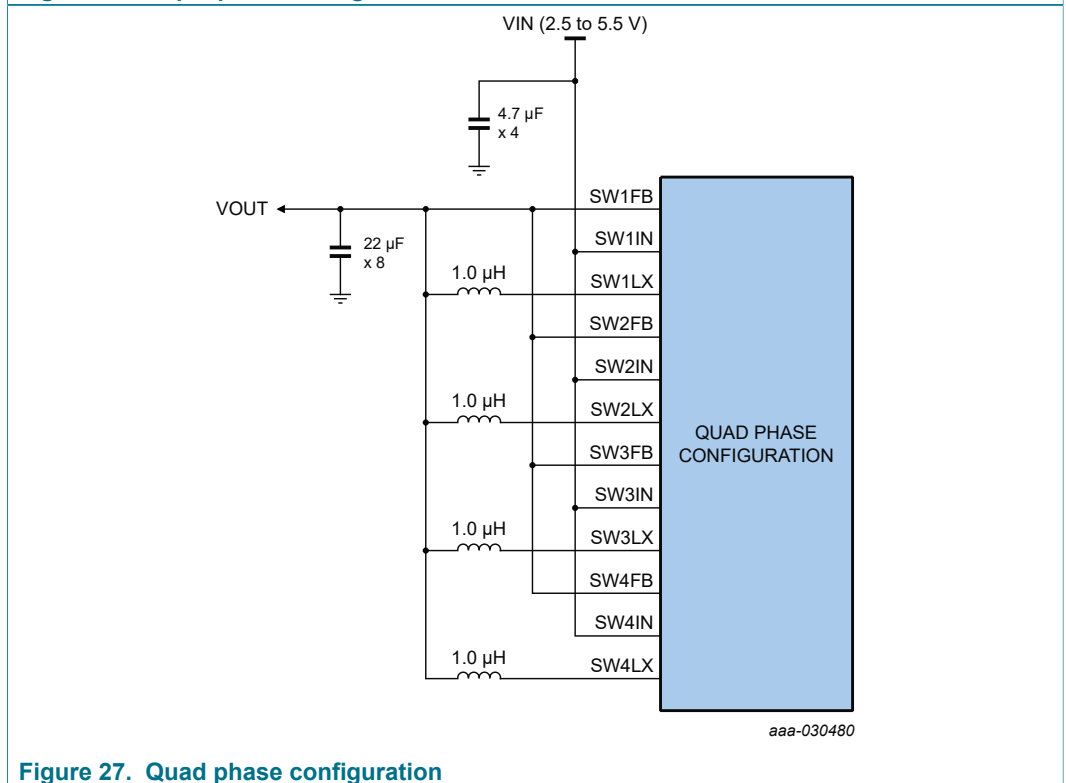 VIN (2.5 to 5.5 V)
4.7 µF
x 4
SW1FB
VOUT
SW1IN
22 µF
x 8
1.0 µH
SW1LX
SW2FB
SW2IN
1.0 µH
SW2LX
QUAD PHASE
CONFIGURATION
SW3FB
SW3IN
1.0 µH
SW3LX
SW4FB
SW4IN
1.0 µH
SW4LX
aaa-030480
Figure 27. Quad phase configuration